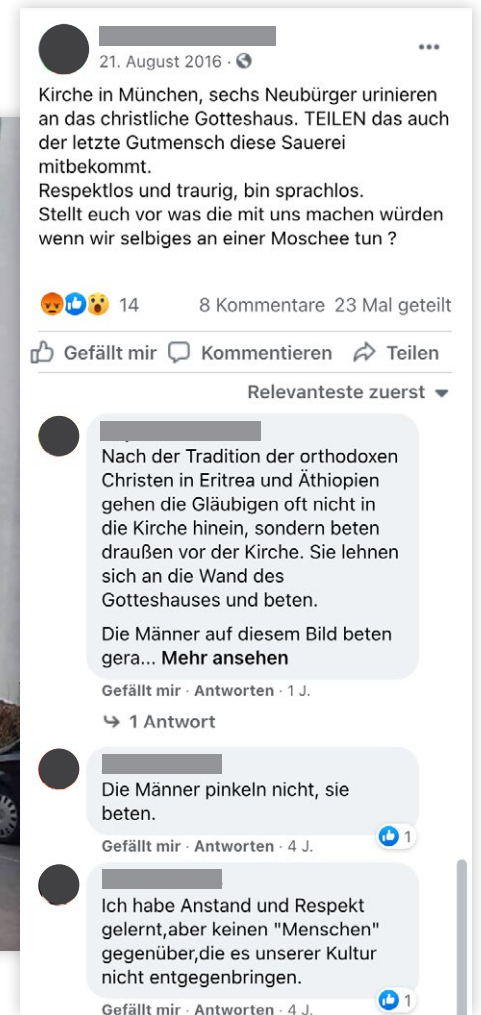 21. August 2016 ·
Kirche in München, sechs Neubürger urinieren
an das christliche Gotteshaus. TEILEN das auch
der letzte Gutmensch diese Sauerei
mitbekommt.
Respektlos und traurig, bin sprachlos.
Stellt euch vor was die mit uns machen würden
wenn wir selbiges an einer Moschee tun ?
14 8 Kommentare 23 Mal geteilt
Gefällt mir Kommentieren Teilen
Relevanteste zuerst
Nach der Tradition der orthodoxen
Christen in Eritrea und Äthiopien
gehen die Gläubigen oft nicht in
die Kirche hinein, sondern beten
draußen vor der Kirche. Sie lehnen
sich an die Wand des
Gotteshauses und beten.
Die Männer auf diesem Bild beten
gera... Mehr ansehen
Gefällt mir · Antworten · 1 J.
1 Antwort
Die Männer pinkeln nicht, sie
beten.
1
Gefällt mir · Antworten · 4 J.
Ich habe Anstand und Respekt
gelernt,aber keinen "Menschen"
gegenüber,die es unserer Kultur
nicht entgegenbringen.
1
Gefällt mir · Antworten · 4 J.